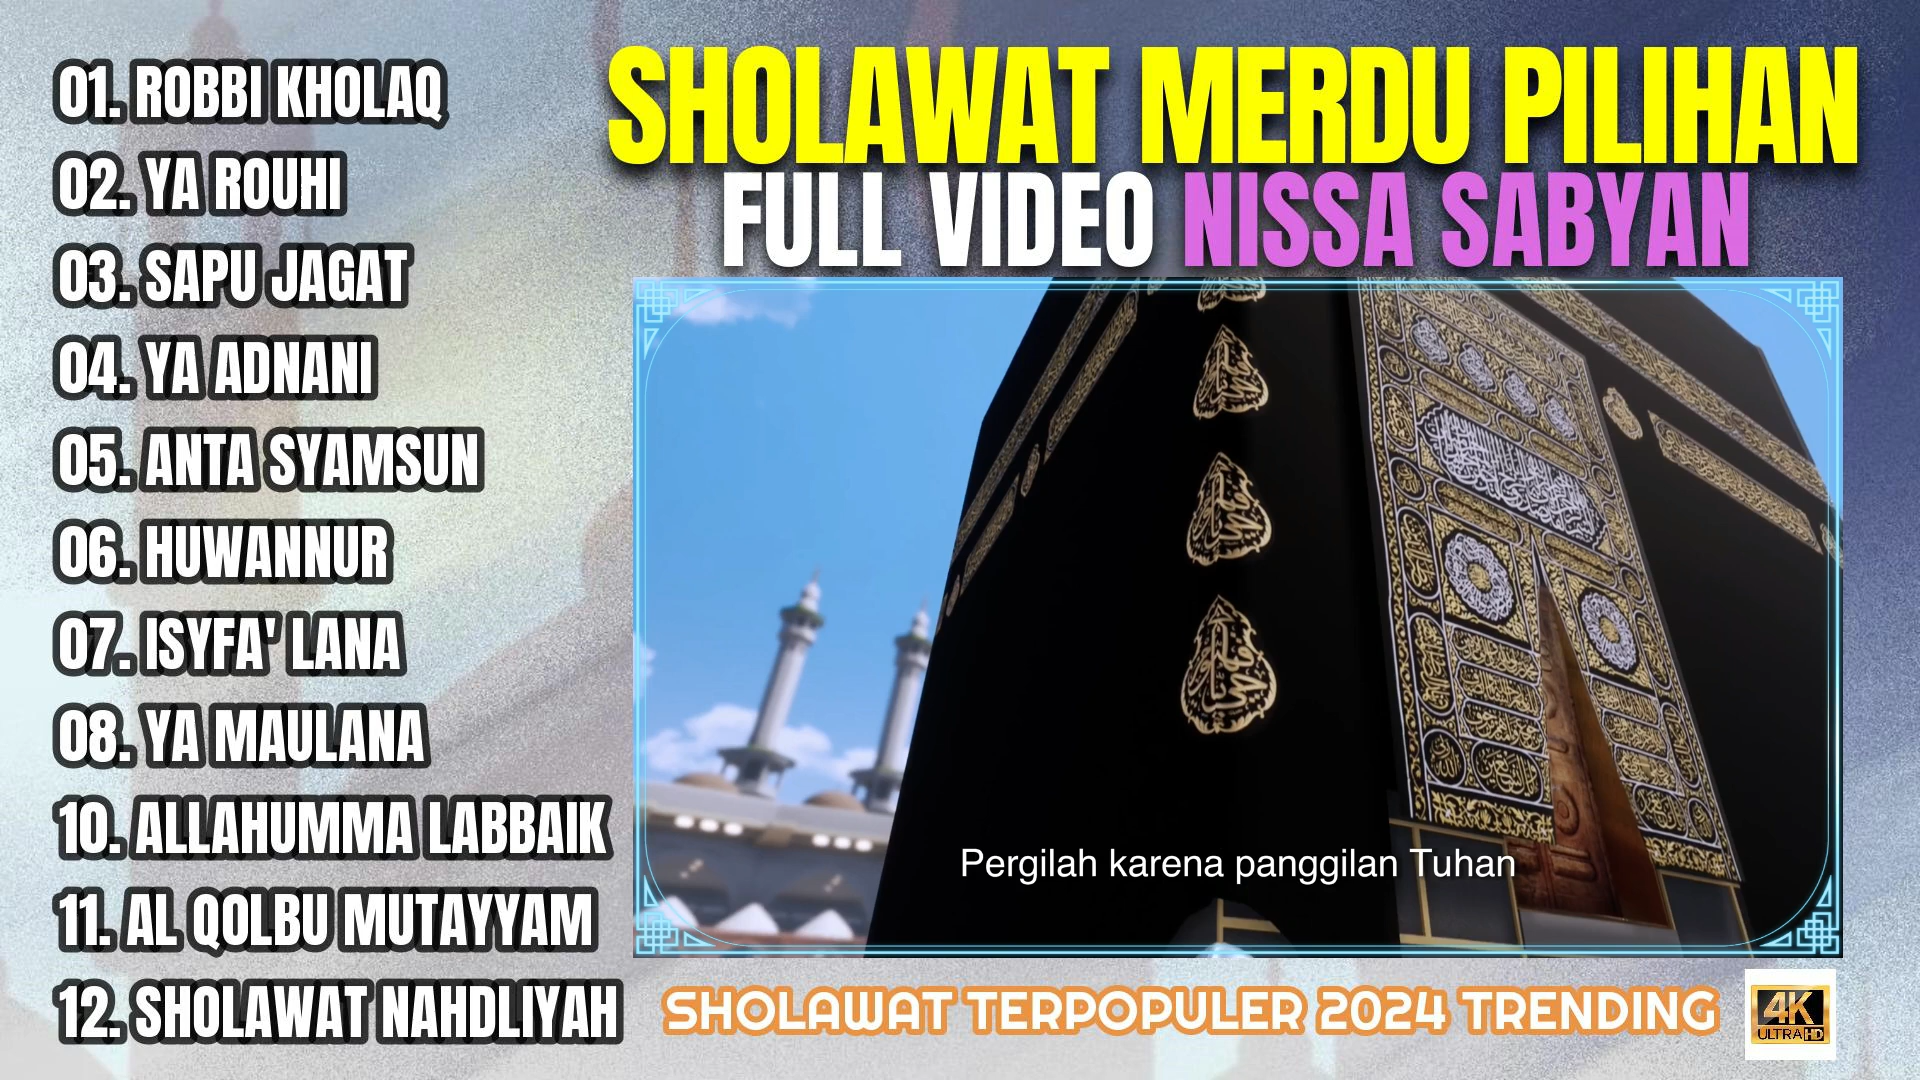 01. ROBBI KHOLAQ
02. YA ROUHI
03. SAPU JAGAT
04. YA ADNANI
05. ANTA SYAMSUN
06. HUWANNUR
07. ISYFA' LANA
08. YA MAULANA
10. ALLAHUMMA LABBAIK
11. AL QOLBU MUTAYYAM
12. SHOLAWAT NAHDLIYAH
SHOLAWAT MERDU PILIHAN
FULL VIDEO NISSA SABYAN
Pergilah karena panggilan Tuhan
SHOLAWAT TERPOPULER 2024 TRENDING
4K
ULTRA HD